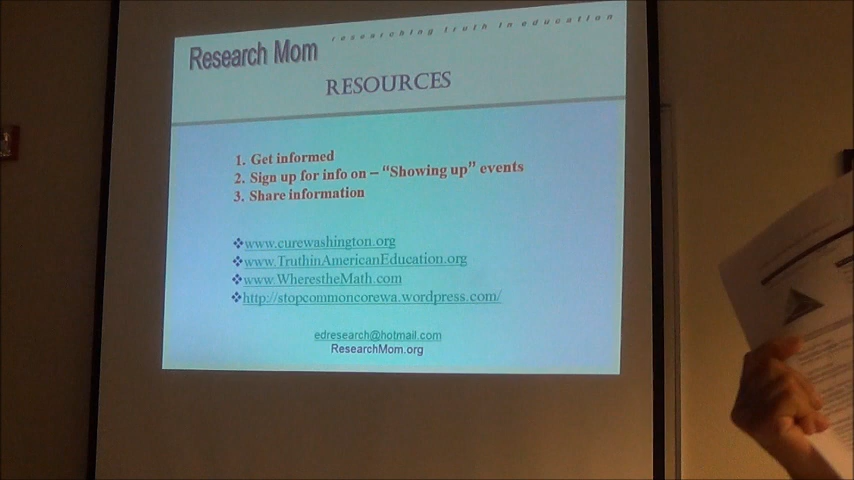 Research Mom researching truth in education
RESOURCES
1. Get informed
2. Sign up for info on – “Showing up” events
3. Share information
❖www.curewashington.org
❖www.TruthinAmericanEducation.org
❖www.WherestheMath.com
❖http://stopcommoncorewa.wordpress.com/
edresearch@hotmail.com
ResearchMom.org